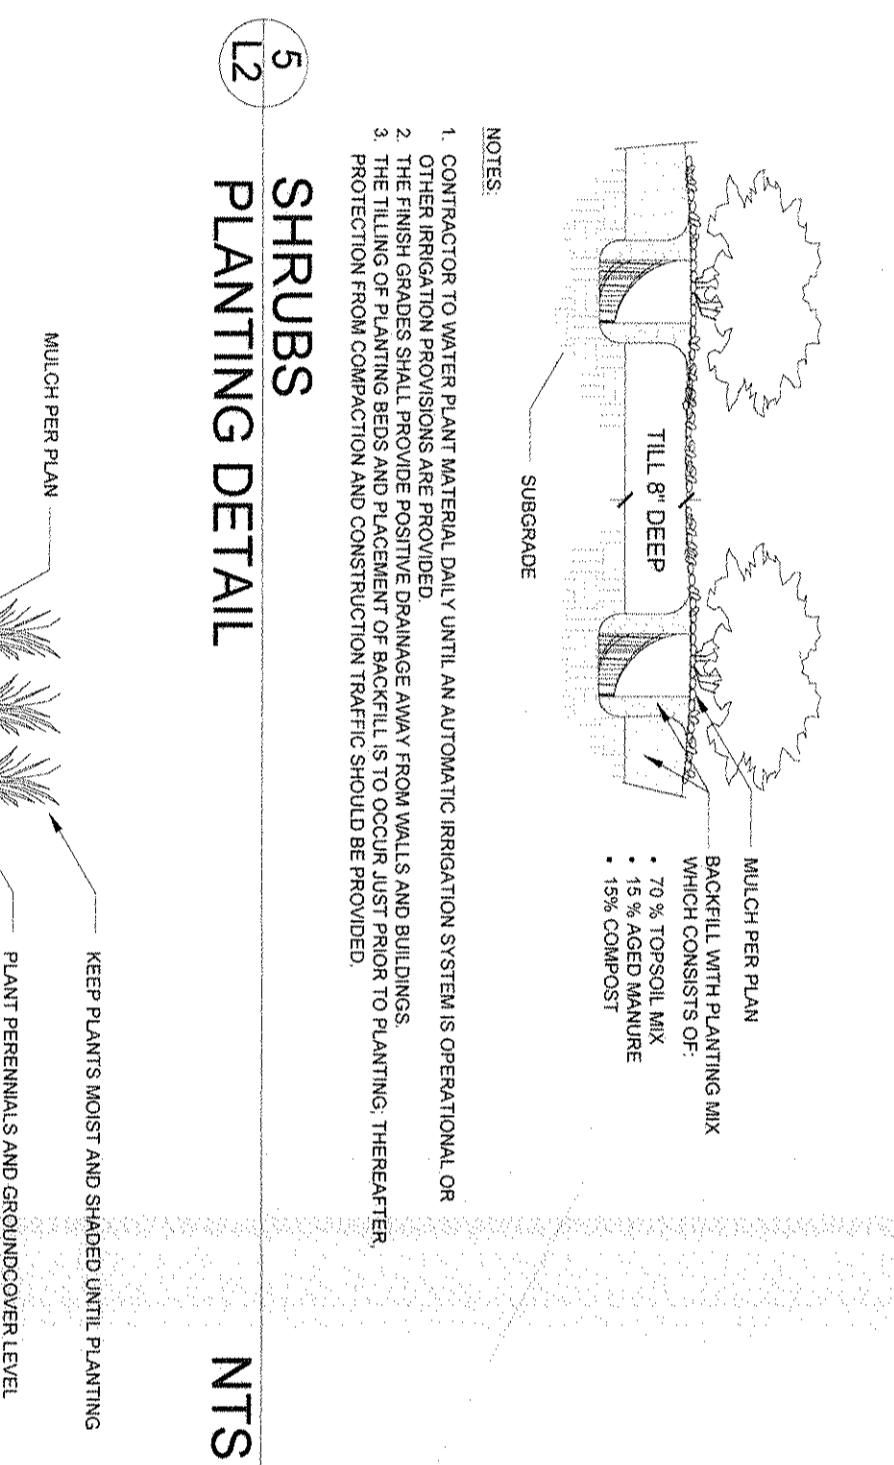 MULCH PER PLAN
BACKFILL WITH PLANTING MIX
WHICH CONSISTS OF:
• 70 % TOPSOIL MIX
• 15 % AGED MANURE
• 15% COMPOST
TILL 8" DEEP
SUBGRADE
NOTES:
1. CONTRACTOR TO WATER PLANT MATERIAL DAILY UNTIL AN AUTOMATIC IRRIGATION SYSTEM IS OPERATIONAL OR
OTHER IRRIGATION PROVISIONS ARE PROVIDED.
2. THE FINISH GRADES SHALL PROVIDE POSITIVE DRAINAGE AWAY FROM WALLS AND BUILDINGS.
3. THE TILLING OF PLANTING BEDS AND PLACEMENT OF BACKFILL IS TO OCCUR JUST PRIOR TO PLANTING; THEREAFTER,
PROTECTION FROM COMPACTION AND CONSTRUCTION TRAFFIC SHOULD BE PROVIDED.
5
L2
SHRUBS
PLANTING DETAIL
NTS
KEEP PLANTS MOIST AND SHADED UNTIL PLANTING
MULCH PER PLAN
PLANT PERENNIALS AND GROUNDCOVER LEVEL